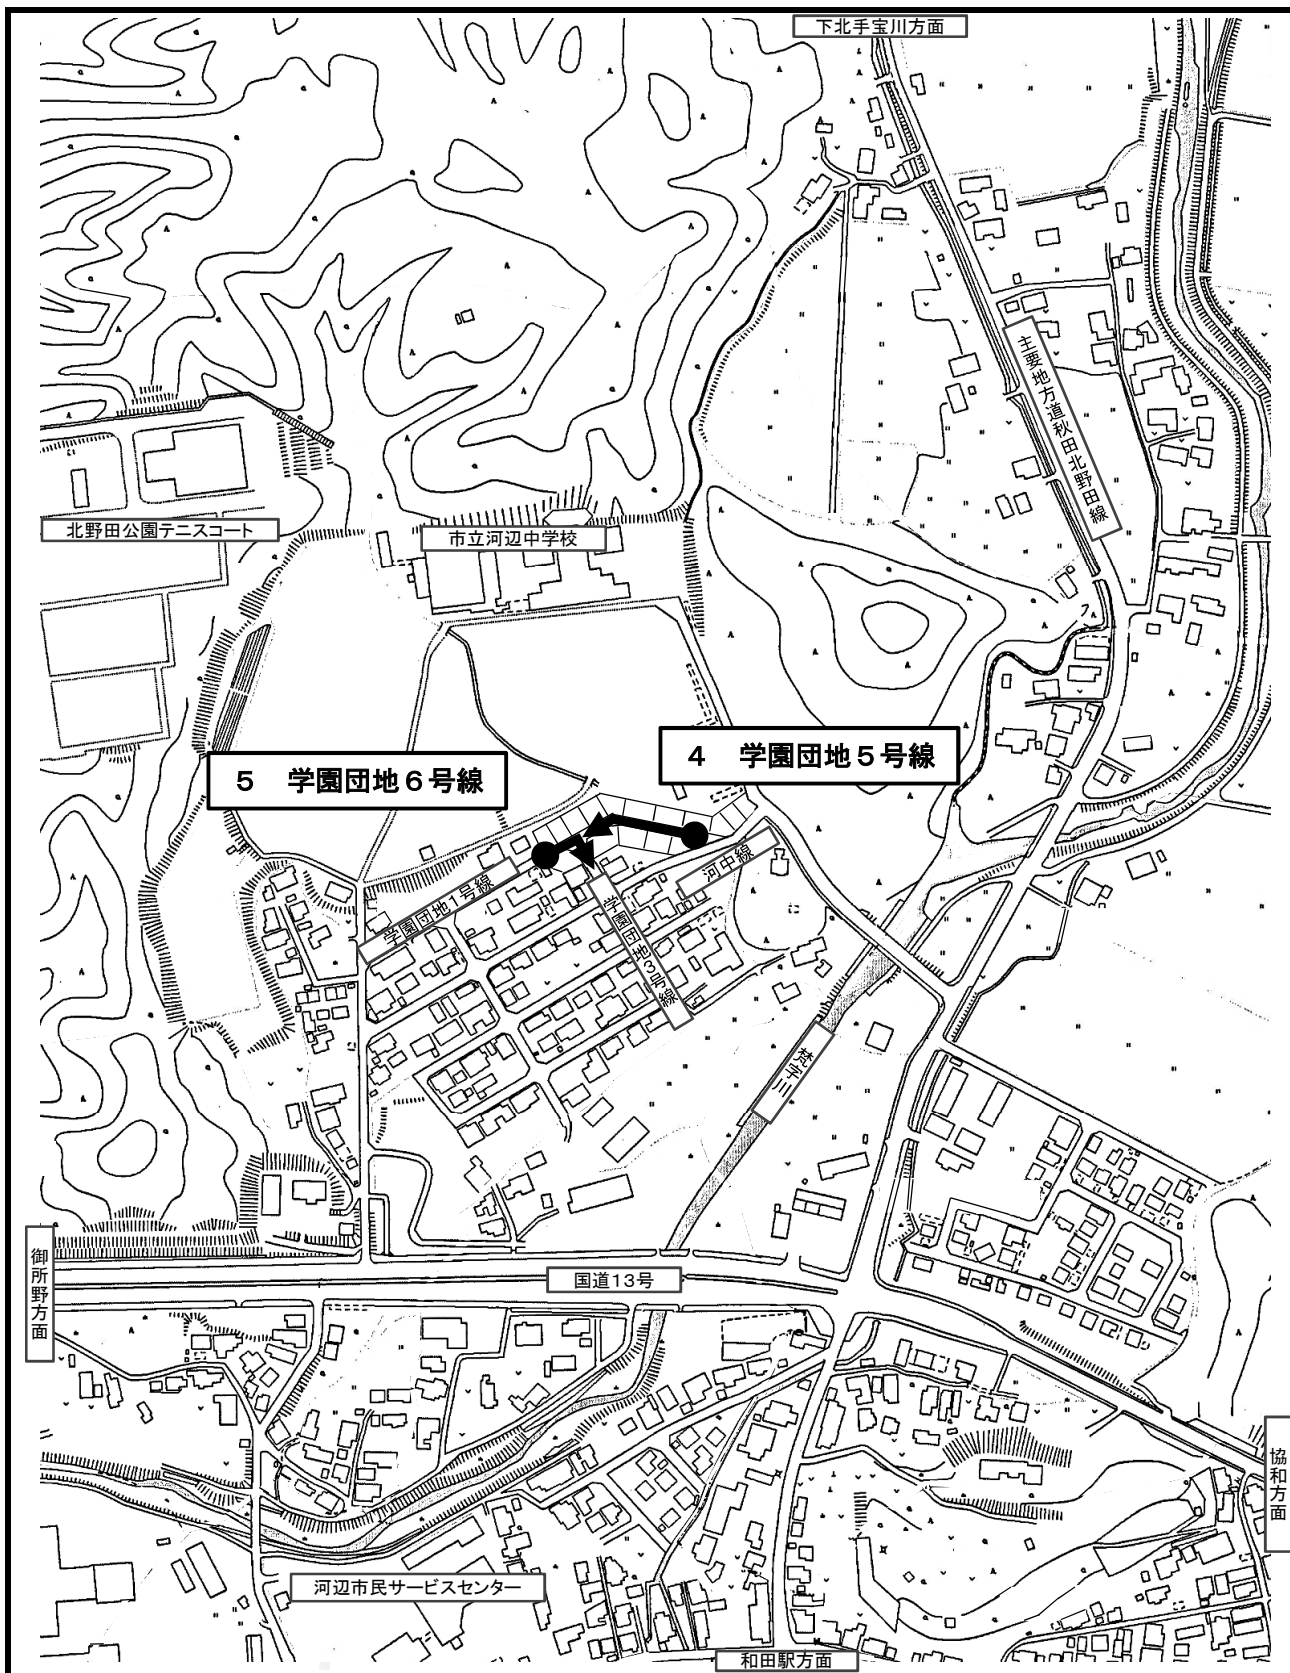 下北手宝川方面
主要地方道秋田北野田線
北野田公園テニスコート
市立河辺中学校
4 学園団地5号線
5 学園団地6号線
河中線
学園団地1号線
学園団地3号線
梵字川
御所野方面
国道13号
協和方面
河辺市民サービスセンター
和田駅方面